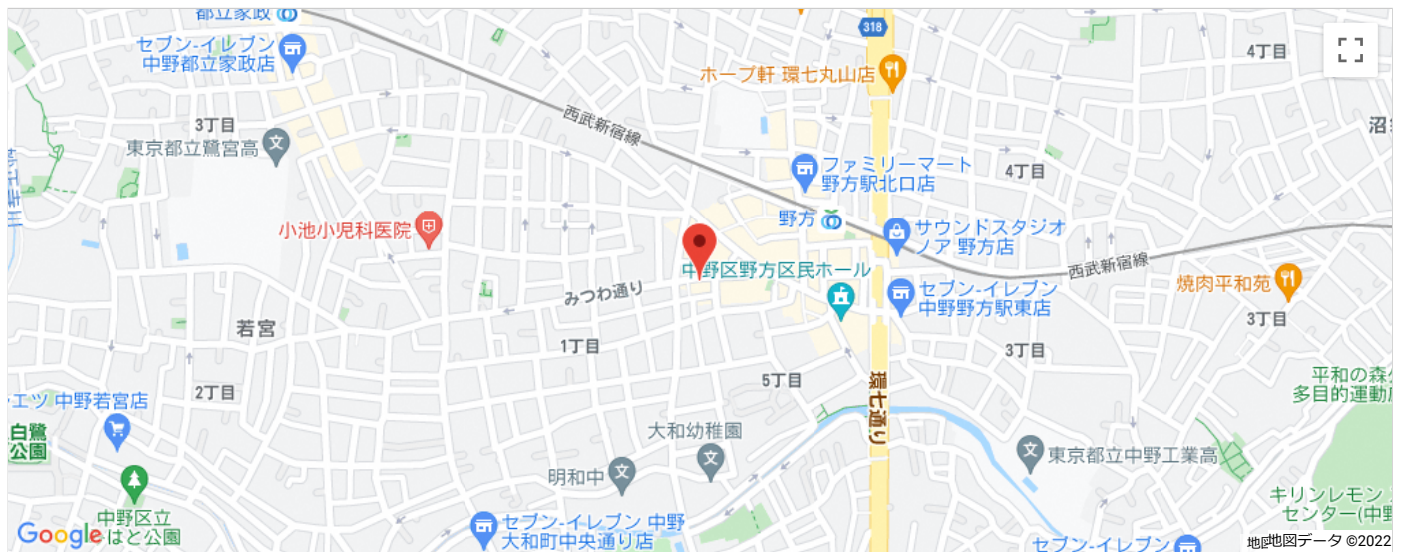 都立家政
318
セブン-イレブン
中野都立家政店
4丁目
ホープ軒 環七丸山店
西武新宿線
3丁目
東京都立鷺宮高
沼
ファミリーマート
野方駅北口店
4丁目
野方
小池小児科医院
サウンドスタジオ
ノア 野方店
中野区野方区民ホール
西武新宿線
焼肉平和苑
セブン-イレブン
中野野方駅東店
みつわ通り
3丁目
若宮
1丁目
3丁目
5丁目
2丁目
平和の森
多目的運動
エツ 中野若宮店
環七通り
白鷺
公園
大和幼稚園
東京都立中野工業高
明和中
キリンレモン
センター(中野
中野区立
はと公園
セブン-イレブン 中野
大和町中央通り店
Google
セブン-イレブン
地図データ ©2022